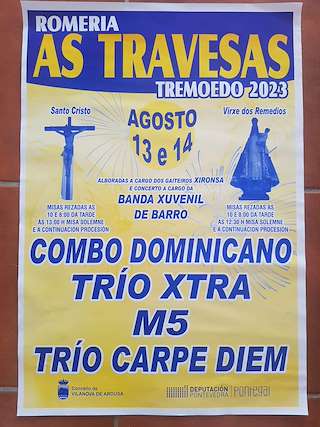 ROMERIA
AS TRAVESAS
TREMOEDO 2023
Santo Cristo
AGOSTO
13 e 14
Virxe dos Remedios
ALBORADAS A CARGO DOS GAITEIROS XIRONSA
E CONCERTO A CARGO DA
BANDA XUVENIL
DE BARRO
MISAS REZADAS ÁS
10 E 8:00 DA TARDE
ÁS 13:00 H MISA SOLEMNE
E A CONTINUACIÓN PROCESIÓN
MISAS REZADAS ÁS
10 E 8:00 DA TARDE
ÁS 12:30 H MISA SOLEMNE
E A CONTINUACIÓN PROCESIÓN
COMBO DOMINICANO
TRÍO XTRA
M5
TRÍO CARPE DIEM
Concello de
VILANOVA DE AROUSA
DEPUTACIÓN
PONTEVEDRA